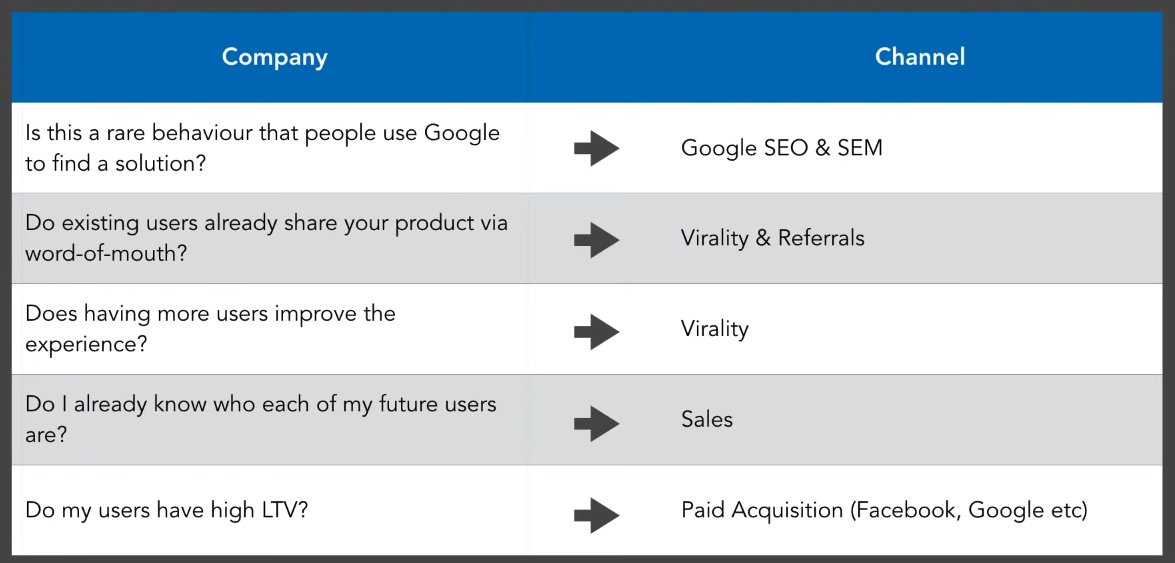 Company
Channel
Is this a rare behaviour that people use Google
to find a solution?
Google SEO & SEM
Do existing users already share your product via
word-of-mouth?
Virality & Referrals
Does having more users improve the
experience?
Virality
Do I already know who each of my future users
are?
Sales
Do my users have high LTV?
Paid Acquisition (Facebook, Google etc)